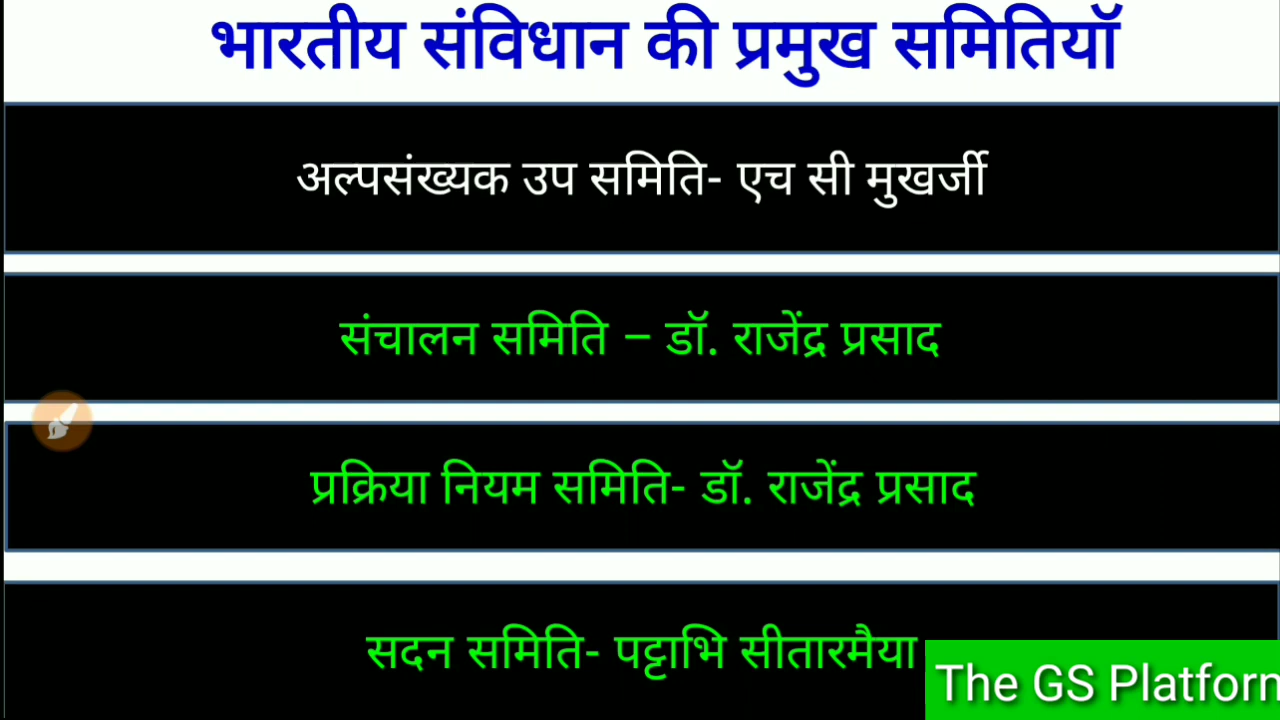 भारतीय संविधान की प्रमुख समितियॉ
अल्पसंख्यक उप समिति- एच सी मुखर्जी
संचालन समिति – डॉ. राजेंद्र प्रसाद
प्रक्रिया नियम समिति- डॉ. राजेंद्र प्रसाद
सदन समिति- पट्टाभि सीतारमैया
The GS Platform